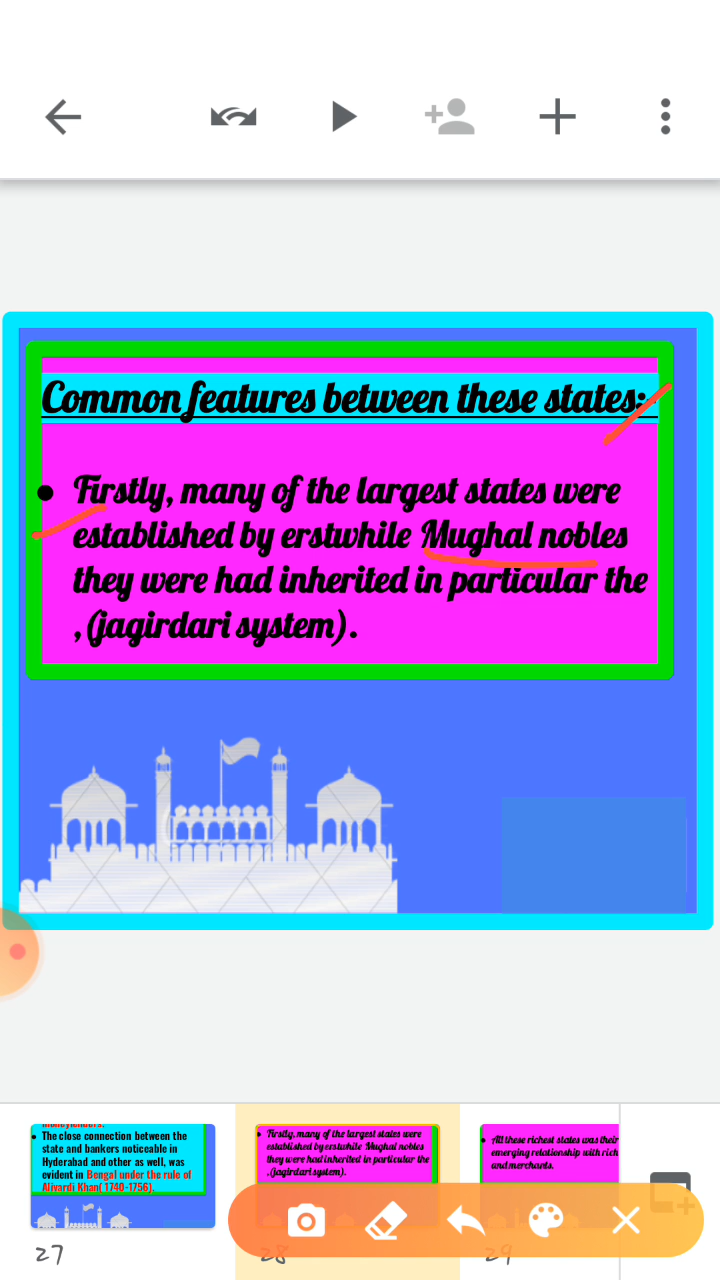 Common features between these states:-
Firstly, many of the largest states were
established by erstwhile Mughal nobles
they were had inherited in particular the
,(jagirdari system).
The close connection between the
state and bankers noticeable in
Hyderabad and other as well, was
evident in Bengal under the rule of
Alivardi Khan( 1740-1756).
27
Firstly, many of the largest states were
established by erstwhile Mughal nobles
they were had inherited in particular the
,(jagirdari system).
28
All these richest states was their
emerging relationship with rich
and merchants.
29